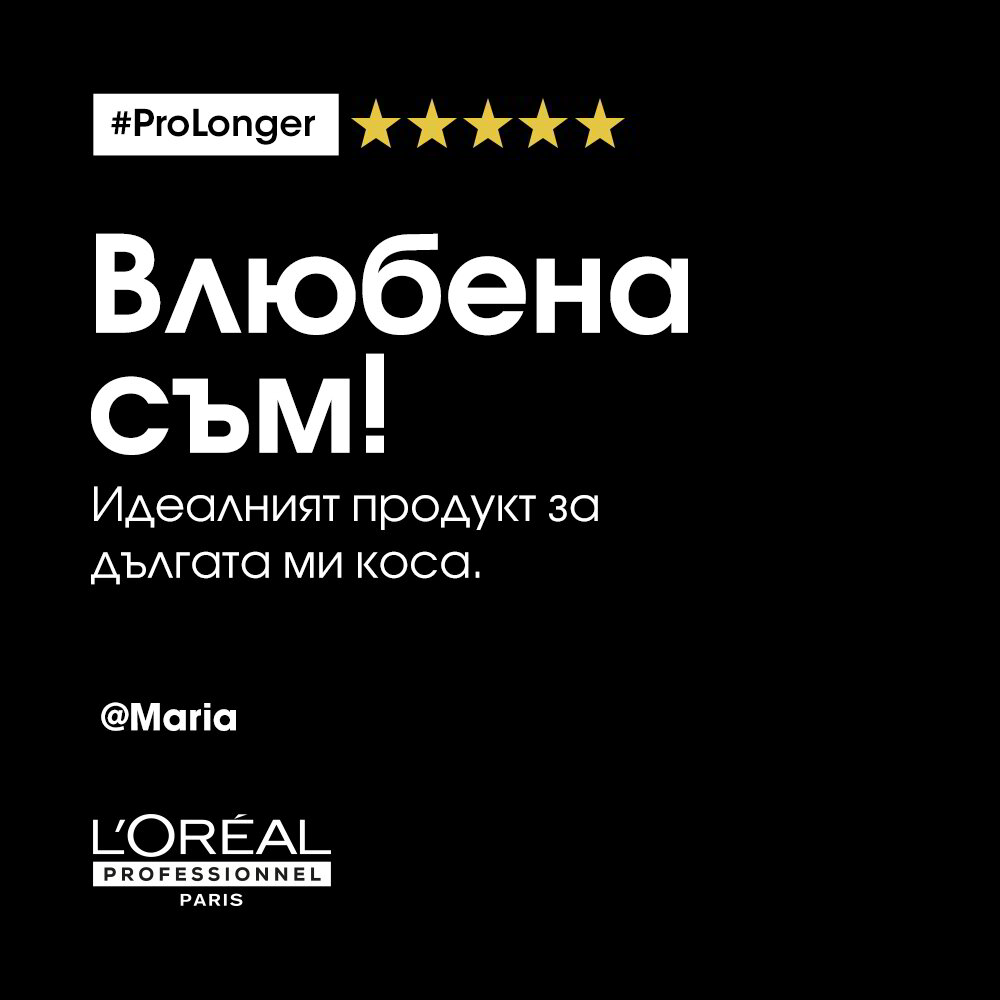 #ProLonger
Влюбена
съм!
Идеалният продукт за
дългата ми коса.
@Maria
L'ORÉAL
PROFESSIONNEL
PARIS